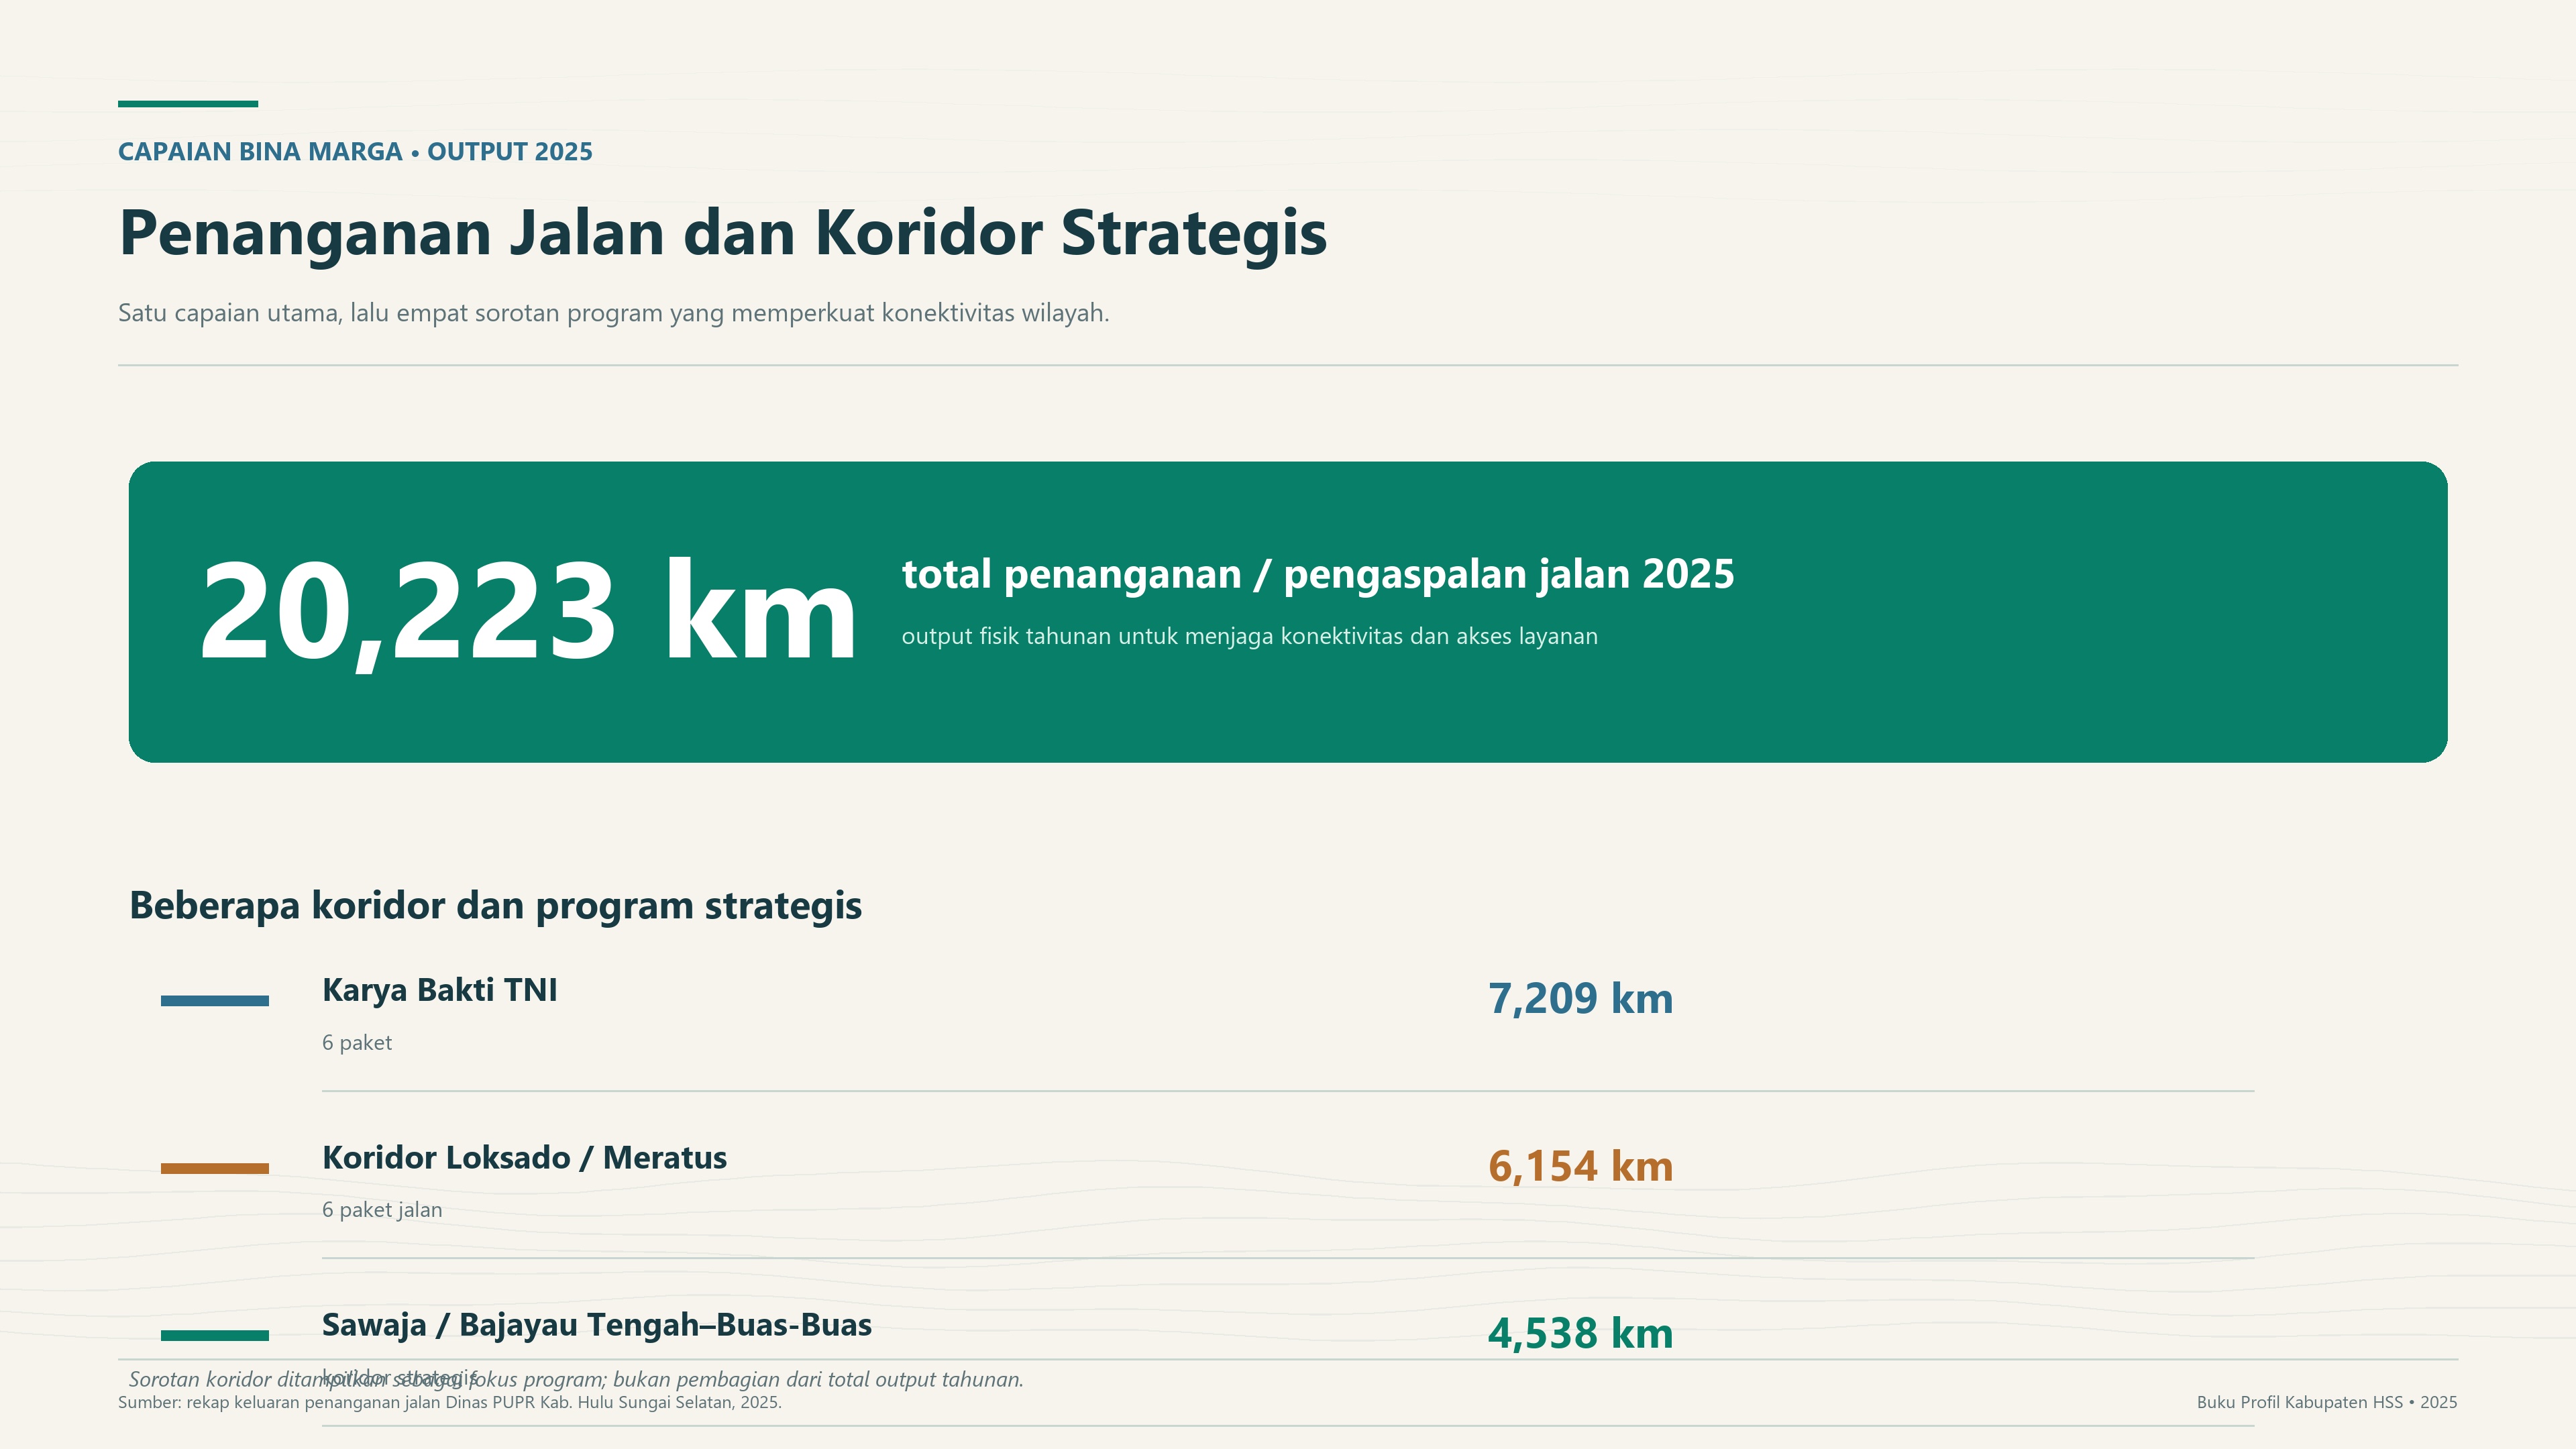 CAPAIAN BINA MARGA • OUTPUT 2025
Penanganan Jalan dan Koridor Strategis
Satu capaian utama, lalu empat sorotan program yang memperkuat konektivitas wilayah.
20,223 km
total penanganan / pengaspalan jalan 2025
output fisik tahunan untuk menjaga konektivitas dan akses layanan
Beberapa koridor dan program strategis
Karya Bakti TNI
7,209 km
6 paket
Koridor Loksado / Meratus
6,154 km
6 paket jalan
Sawaja / Bajayau Tengah–Buas-Buas
4,538 km
koridor strategis
Sorotan koridor ditampilkan sebagai fokus program; bukan pembagian dari total output tahunan.
Sumber: rekap keluaran penanganan jalan Dinas PUPR Kab. Hulu Sungai Selatan, 2025.
Buku Profil Kabupaten HSS • 2025